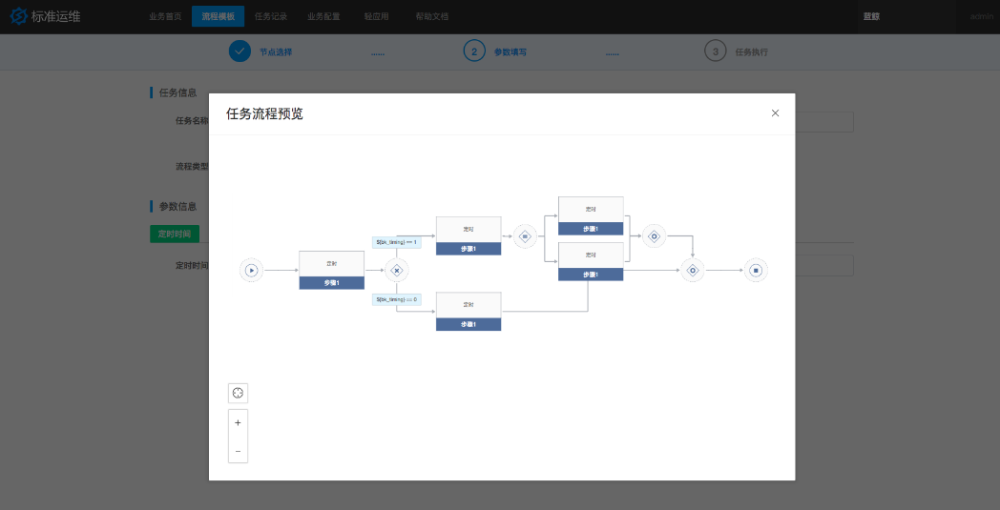 标准运维
业务首页 流程模板 任务记录 业务配置 轻应用 帮助文档 蓝鲸 admin
节点选择 ...... 2 参数填写 ...... 3 任务执行
任务信息
任务名称
流程类型
参数信息
定时时间
定时时间
任务流程预览
定时
步骤1
${bk_timing} == 1
${bk_timing} == 0
定时
步骤1
定时
步骤1
定时
步骤1
定时
步骤1
+
−